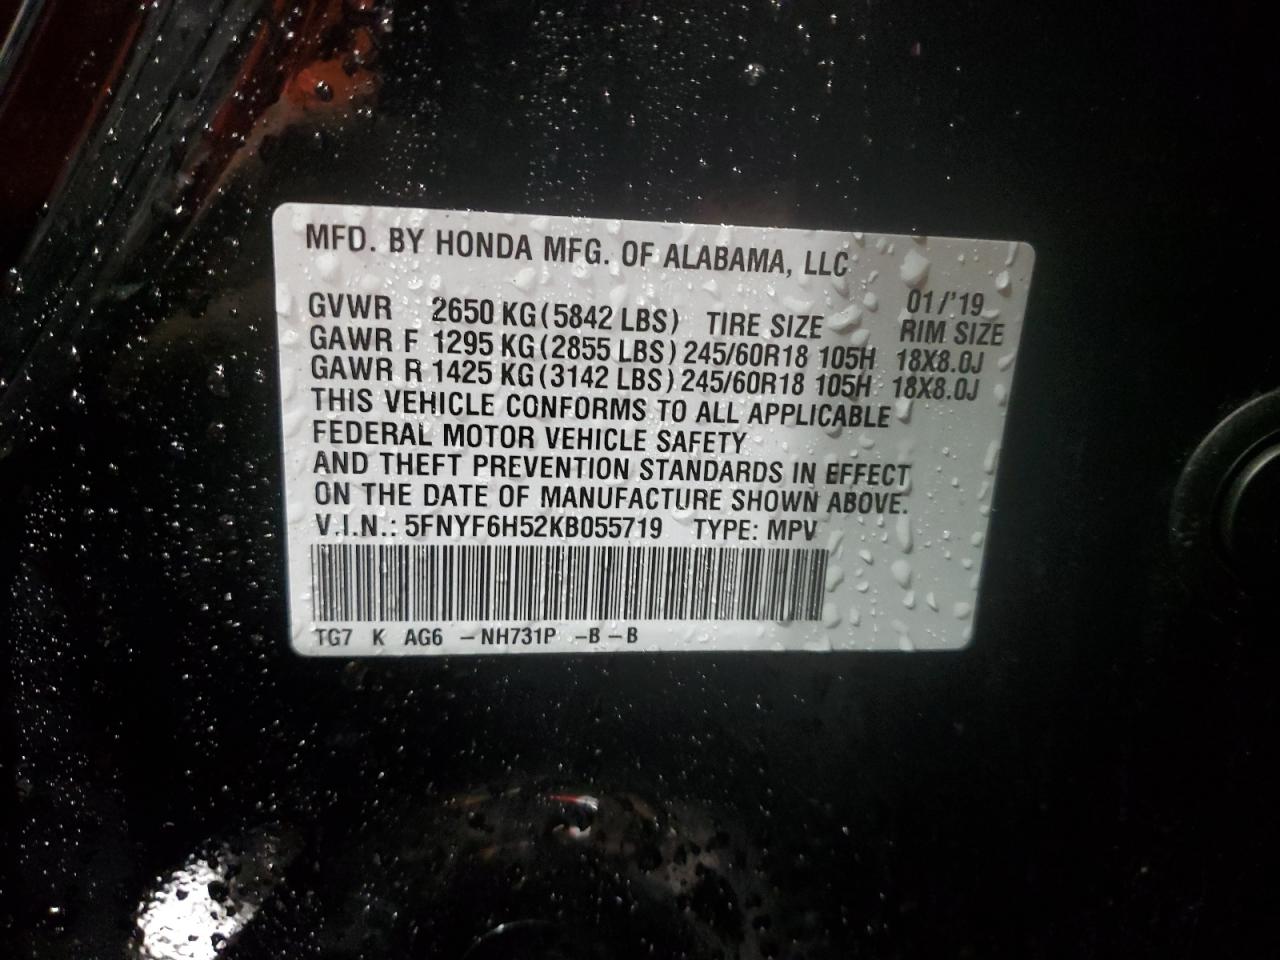 MFD. BY HONDA MFG. OF ALABAMA, LLC
01/'19
GVWR 2650 KG (5842 LBS) TIRE SIZE RIM SIZE
GAWR F 1295 KG (2855 LBS) 245/60R18 105H 18X8.0J
GAWR R 1425 KG (3142 LBS) 245/60R18 105H 18X8.0J
THIS VEHICLE CONFORMS TO ALL APPLICABLE
FEDERAL MOTOR VEHICLE SAFETY
AND THEFT PREVENTION STANDARDS IN EFFECT
ON THE DATE OF MANUFACTURE SHOWN ABOVE.
V.I.N.: 5FNYF6H52KB055719 TYPE: MPV
TG7 K AG6 –NH731P –B –B